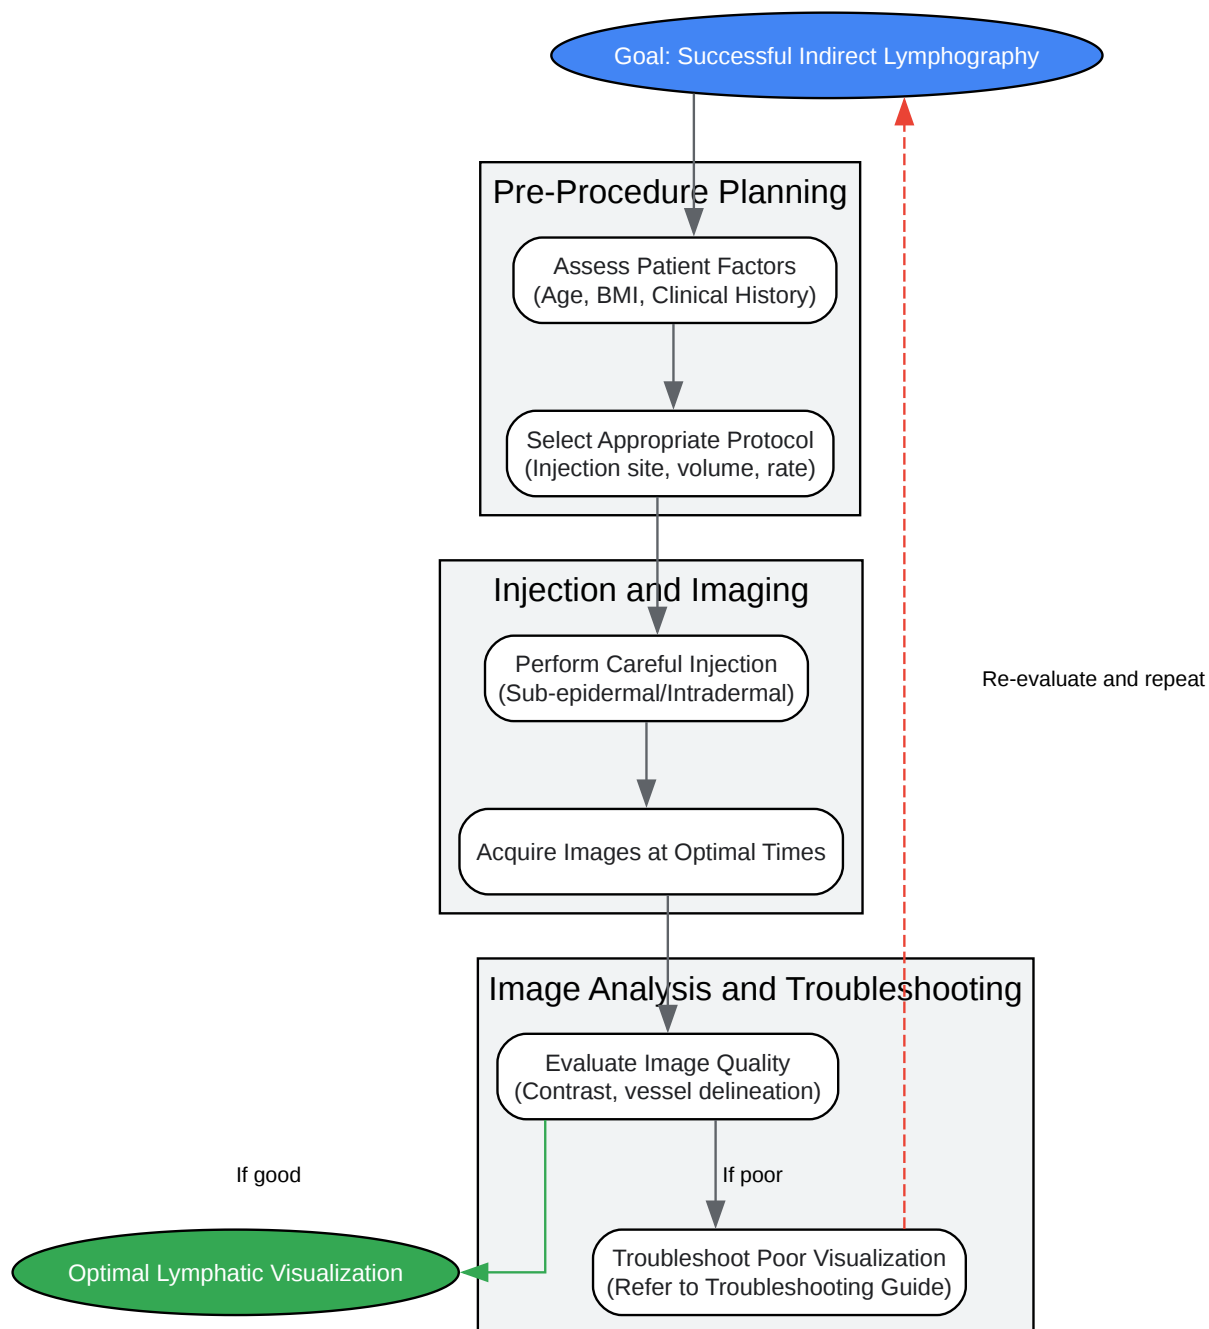 Goal: Successful Indirect Lymphography
Pre-Procedure Planning
Assess Patient Factors
(Age, BMI, Clinical History)
Select Appropriate Protocol
(Injection site, volume, rate)
Injection and Imaging
Perform Careful Injection
(Sub-epidermal/Intradermal)
Re-evaluate and repeat
Acquire Images at Optimal Times
Image Analysis and Troubleshooting
Evaluate Image Quality
(Contrast, vessel delineation)
If good
If poor
Optimal Lymphatic Visualization
Troubleshoot Poor Visualization
(Refer to Troubleshooting Guide)